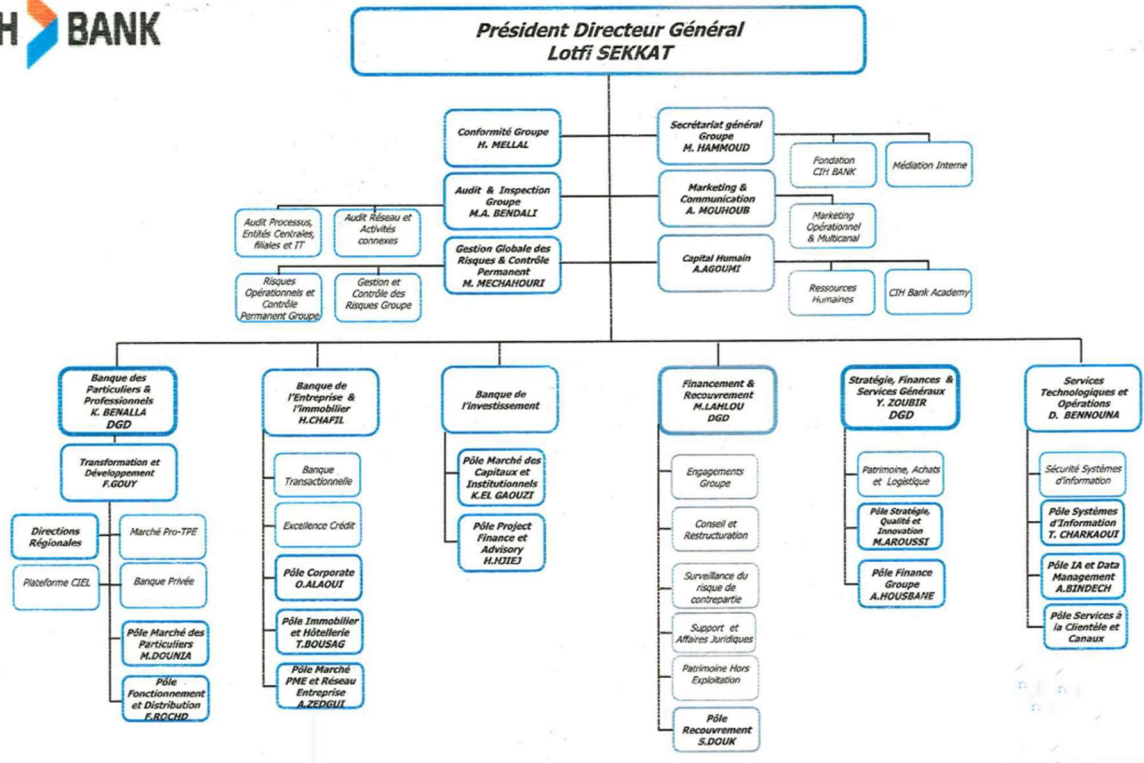 H BANK
Président Directeur Général
Lotfi SEKKAT
Conformité Groupe
H. MELLAL
Secrétariat général
Groupe
M. HAMMOUD
Fondation
CIH BANK
Médiation Interne
Audit & Inspection
Groupe
M.A. BENDALI
Marketing &
Communication
A. MOUHOUB
Audit Processus,
Entités Centrales,
filiales et IT
Audit Réseau et
Activités
connexes
Marketing
Opérationnel
& Multicanal
Gestion Globale des
Risques & Contrôle
Permanent
M. MECHAHOURI
Capital Humain
A.AGOUMI
Risques
Opérationnels et
Contrôle
Permanent Groupe
Gestion et
Contrôle des
Risques Groupe
Ressources
Humaines
CIH Bank Academy
Banque des
Particuliers &
Professionnels
K. BENALLA
DGD
Transformation et
Développement
F.GOUY
Directions
Régionales
Marché Pro-TPE
Plateforme CIEL
Banque Privée
Pôle Marché des
Particuliers
M.DOUNIA
Pôle
Fonctionnement
et Distribution
F.ROCHD
Banque de
l'Entreprise &
l'immobilier
H.CHAFIL
Banque
Transactionnelle
Excellence Crédit
Pôle Corporate
O.ALAOUI
Pôle Immobilier
et Hôtellerie
T.BOUSAG
Pôle Marché
PME et Réseau
Entreprise
A.ZEDGUI
Banque de
l'investissement
Pôle Marché des
Capitaux et
Institutionnels
K.EL GAOUZI
Pôle Project
Finance et
Advisory
H.HJIEJ
Financement &
Recouvrement
M.LAHLOU
DGD
Engagements
Groupe
Conseil et
Restructuration
Surveillance du
risque de
contrepartie
Support et
Affaires Juridiques
Patrimoine Hors
Exploitation
Pôle
Recouvrement
S.DOUK
Stratégie, Finances &
Services Généraux
Y. ZOUBIR
DGD
Patrimoine, Achats
et Logistique
Pôle Stratégie,
Qualité et
Innovation
M.AROUSSI
Pôle Finance
Groupe
A.HOUSBANE
Services
Technologiques et
Opérations
D. BENNOUNA
Sécurité Systèmes
d'information
Pôle Systèmes
d'Information
T. CHARKAOUI
Pôle IA et Data
Management
A.BINDECH
Pôle Services à
la Clientèle et
Canaux